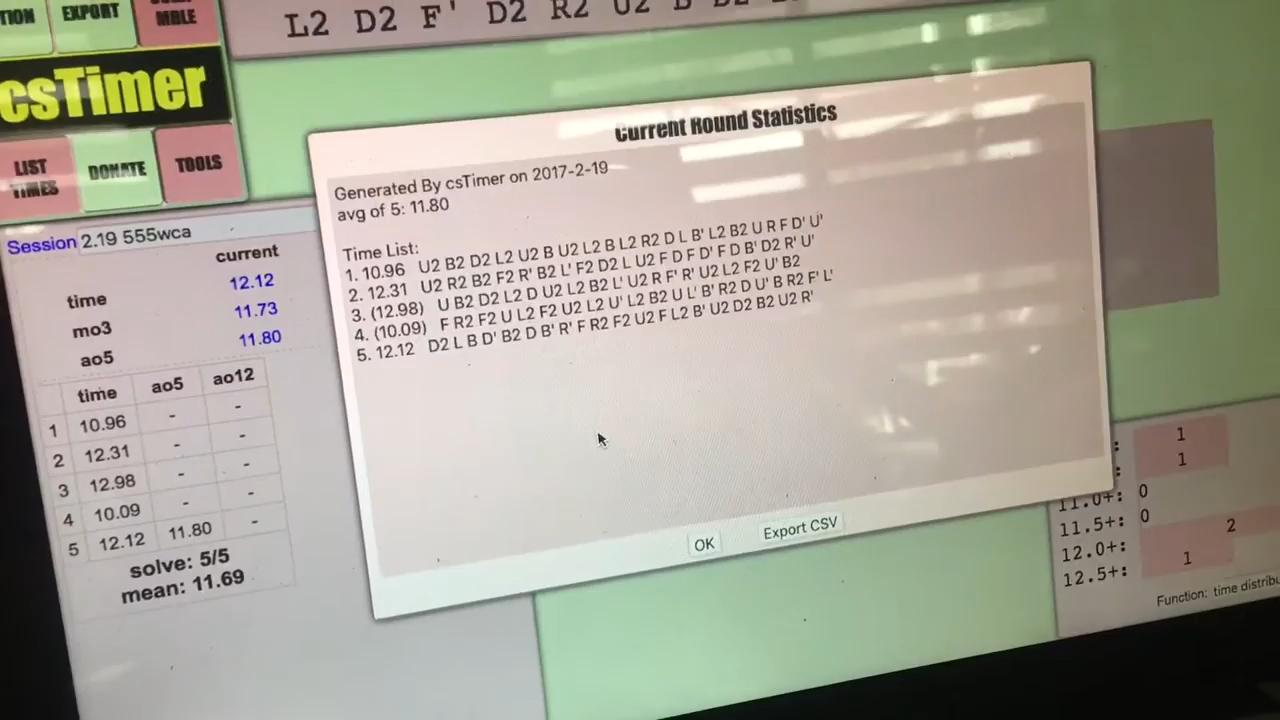 EXPORT
L2 D2 F' D2 R2 U2 B
csTimer
LIST TIMES
DONATE
TOOLS
Session 2.19 555wca
current
time 12.12
mo3 11.73
ao5 11.80
time ao5 ao12
1 10.96 - -
2 12.31 - -
3 12.98 - -
4 10.09 - -
5 12.12 11.80 -
solve: 5/5
mean: 11.69
Current Round Statistics
Generated By csTimer on 2017-2-19
avg of 5: 11.80
Time List:
1. 10.96 U2 B2 D2 L2 U2 B U2 L2 B L2 R2 D L B' L2 B2 U R F D' U'
2. 12.31 U2 R2 B2 F2 R' B2 L' F2 D2 L U2 F D F D' F D B' D2 R' U'
3. (12.98) U B2 D2 L2 D U2 L2 B2 L' U2 R F' R' U2 L2 F2 U' B2
4. (10.09) F R2 F2 U L2 F2 U2 L2 U' L2 B2 U L' B' R2 D U' B R2 F' L'
5. 12.12 D2 L B D' B2 D B' R' F R2 F2 U2 F L2 B' U2 D2 B2 U2 R'
OK
Export CSV
1
1
11.0+: 0
11.5+: 0
12.0+: 2
12.5+: 1
Function: time